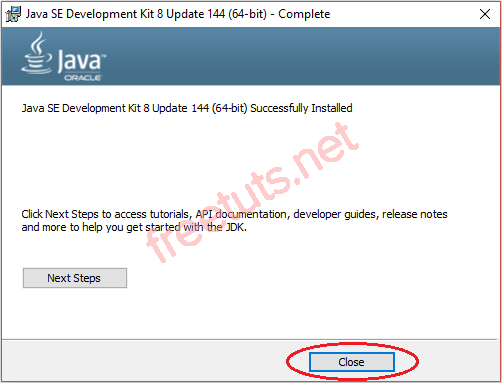 Java SE Development Kit 8 Update 144 (64-bit) - Complete
Java™
ORACLE
Java SE Development Kit 8 Update 144 (64-bit) Successfully Installed
freetuts.net
Click Next Steps to access tutorials, API documentation, developer guides, release notes
and more to help you get started with the JDK.
Next Steps
Close